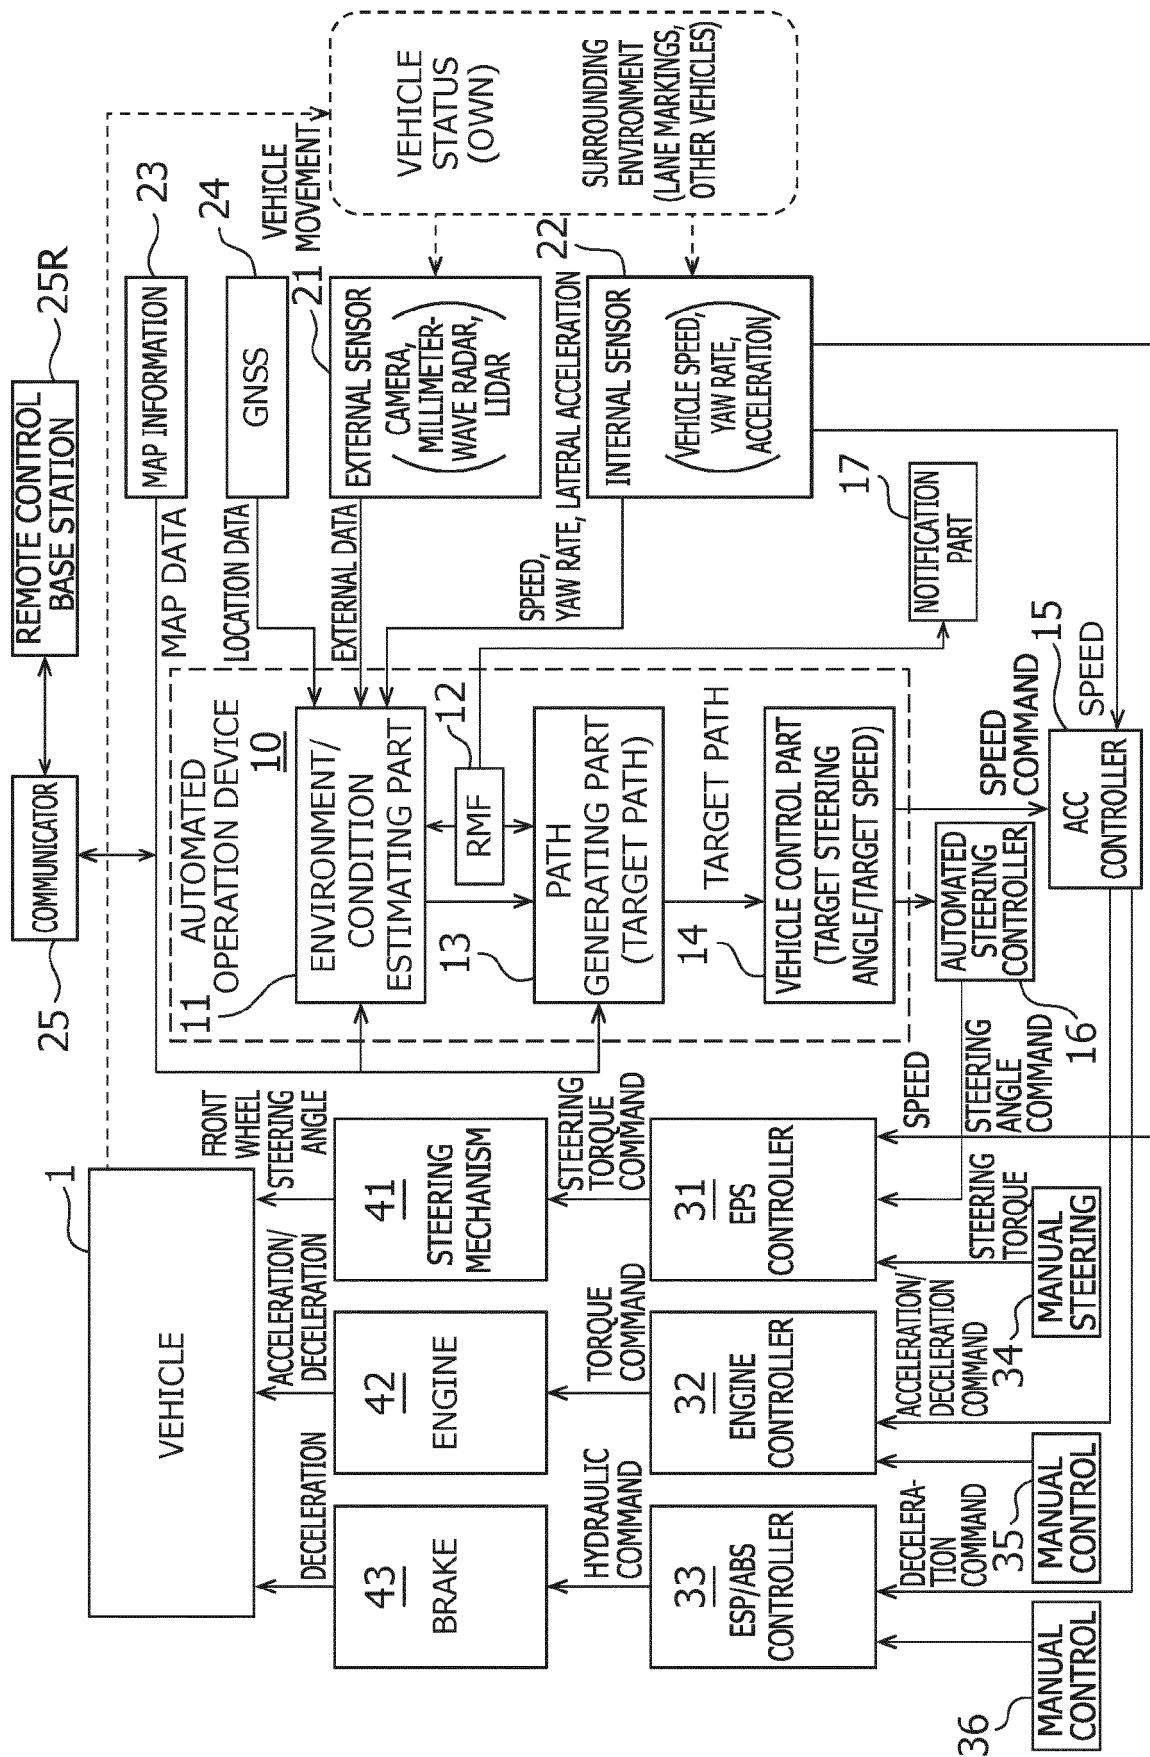 REMOTE CONTROL
BASE STATION
25R
COMMUNICATOR
25
MAP INFORMATION
23
MAP DATA
GNSS
24
LOCATION DATA
VEHICLE
MOVEMENT
VEHICLE
STATUS
(OWN)
SURROUNDING
ENVIRONMENT
(LANE MARKINGS,
OTHER VEHICLES)
21
EXTERNAL SENSOR
(CAMERA,
MILLIMETER-
WAVE RADAR,
LIDAR)
EXTERNAL DATA
22
INTERNAL SENSOR
(VEHICLE SPEED,
YAW RATE,
ACCELERATION)
SPEED,
YAW RATE, LATERAL ACCELERATION
AUTOMATED
OPERATION DEVICE
10
11
ENVIRONMENT/
CONDITION
ESTIMATING PART
12
RMF
13
PATH
GENERATING PART
(TARGET PATH)
TARGET PATH
14
VEHICLE CONTROL PART
(TARGET STEERING
ANGLE/TARGET SPEED)
17
NOTIFICATION
PART
SPEED
COMMAND
15
SPEED
ACC
CONTROLLER
AUTOMATED
STEERING
CONTROLLER
16
STEERING
ANGLE
COMMAND
SPEED
1
VEHICLE
FRONT
WHEEL
STEERING
ANGLE
ACCELERATION/
DECELERATION
DECELERATION
41
STEERING
MECHANISM
42
ENGINE
43
BRAKE
STEERING
TORQUE
COMMAND
TORQUE
COMMAND
HYDRAULIC
COMMAND
31
EPS
CONTROLLER
32
ENGINE
CONTROLLER
33
ESP/ABS
CONTROLLER
STEERING
TORQUE
ACCELERATION/
DECELERATION
COMMAND
DECELERA-
TION
COMMAND
34
MANUAL
STEERING
35
MANUAL
CONTROL
36
MANUAL
CONTROL